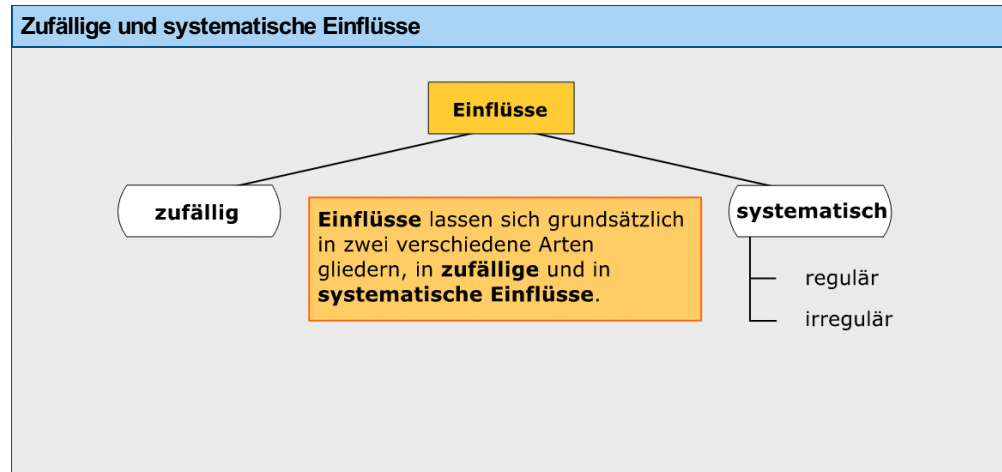 Zufällige und systematische Einflüsse
Einflüsse
zufällig
Einflüsse lassen sich grundsätzlich
in zwei verschiedene Arten
gliedern, in zufällige und in
systematische Einflüsse.
systematisch
regulär
irregulär